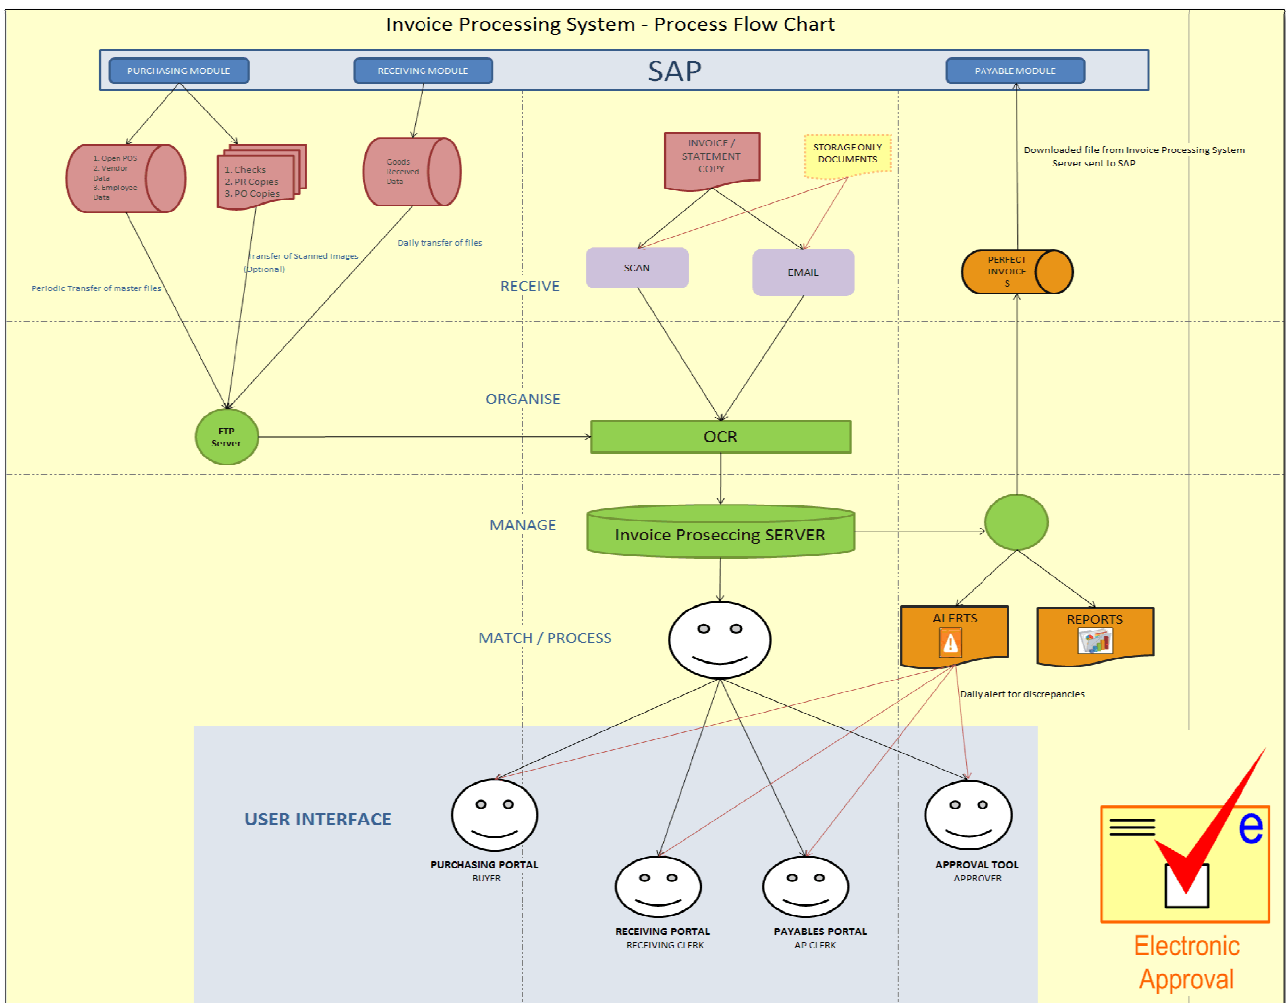 Invoice Processing System - Process Flow Chart
SAP
PURCHASING MODULE
RECEIVING MODULE
PAYABLE MODULE
1. Open POS
2. Vendor
Data
3. Employee
Data
1. Checks
2. PR Copies
3. PO Copies
Goods
Received
Data
INVOICE /
STATEMENT
COPY
STORAGE ONLY
DOCUMENTS
Downloaded file from Invoice Processing System
Server sent to SAP
Daily transfer of files
Transfer of Scanned Images
(Optional)
Periodic Transfer of master files
SCAN
EMAIL
PERFECT
INVOICE
S
RECEIVE
ORGANISE
FTP
Server
OCR
MANAGE
Invoice Proseccing SERVER
MATCH / PROCESS
ALERTS
REPORTS
Daily alert for discrepancies
USER INTERFACE
PURCHASING PORTAL
BUYER
APPROVAL TOOL
APPROVER
RECEIVING PORTAL
RECEIVING CLERK
PAYABLES PORTAL
AP CLERK
e
Electronic
Approval